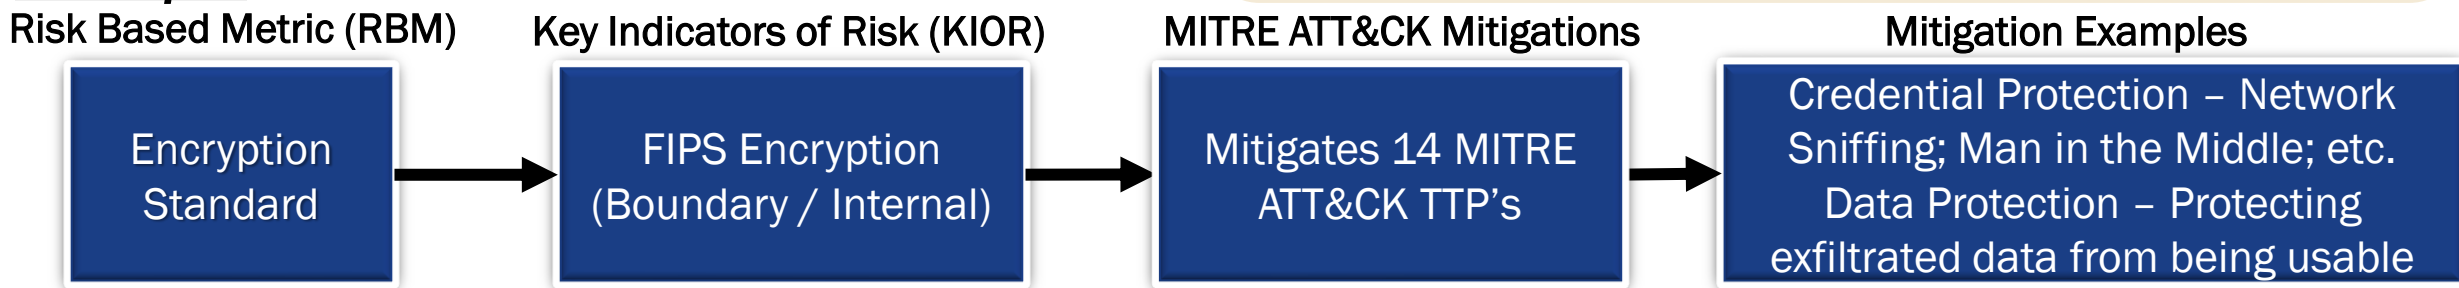 Risk Based Metric (RBM)
Key Indicators of Risk (KIOR)
MITRE ATT&CK Mitigations
Mitigation Examples
Encryption
Standard
FIPS Encryption
(Boundary / Internal)
Mitigates 14 MITRE
ATT&CK TTP's
Credential Protection – Network
Sniffing; Man in the Middle; etc.
Data Protection – Protecting
exfiltrated data from being usable